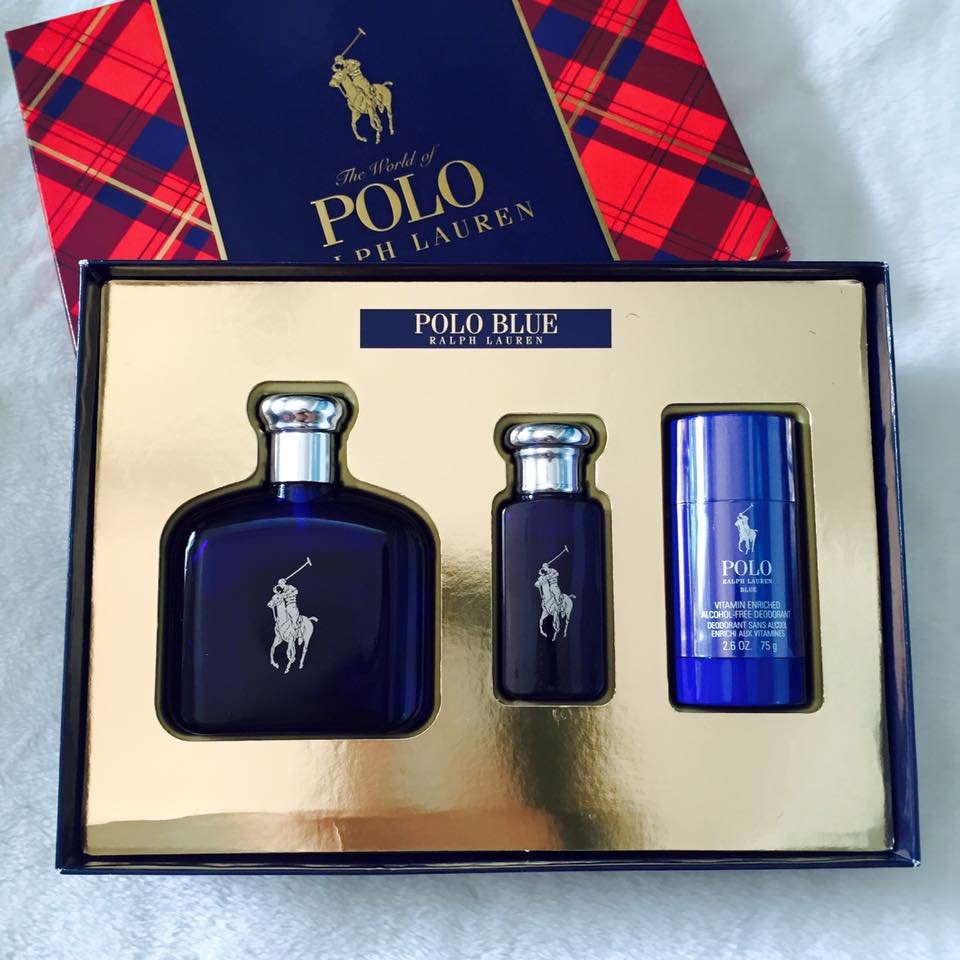 The World of
POLO
LAUREN
POLO BLUE
RALPH LAUREN
POLO
RALPH LAUREN
BLUE
VITAMIN ENRICHED
ALCOHOL-FREE DEODORANT
DEODORANT SANS ALCOOL
ENRICHI AUX VITAMINES
2.6 OZ. 75 g